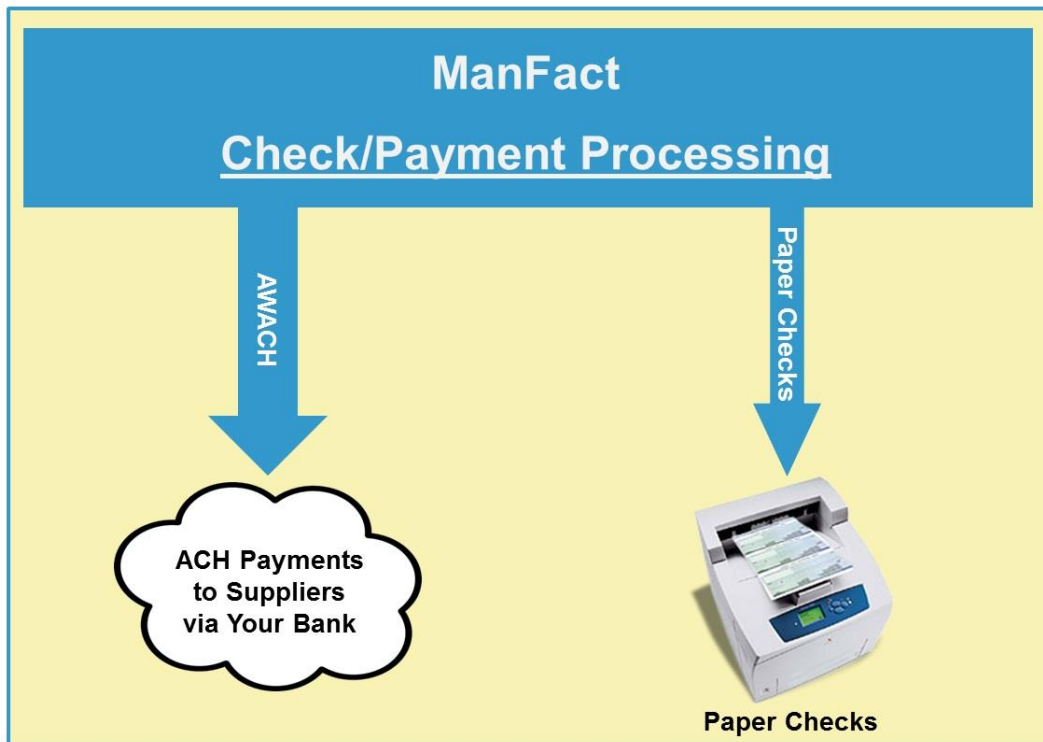 ManFact
Check/Payment Processing
AWACH
Paper Checks
ACH Payments
to Suppliers
via Your Bank
Paper Checks